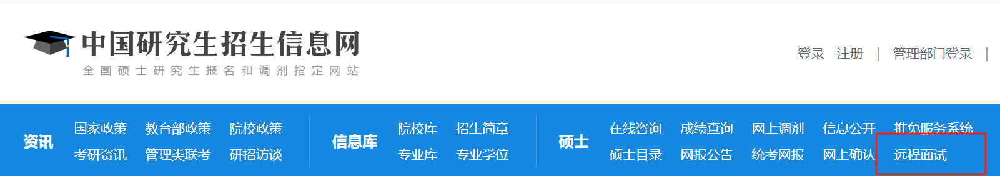 中国研究生招生信息网
全国硕士研究生报名和调剂指定网站
登录 注册 | 管理部门登录 |
资讯
国家政策 教育部政策 院校政策
考研资讯 管理类联考 研招访谈
信息库
院校库 招生简章
专业库 专业学位
硕士
在线咨询 成绩查询 网上调剂 信息公开 推免服务系统
硕士目录 网报公告 统考网报 网上确认 远程面试